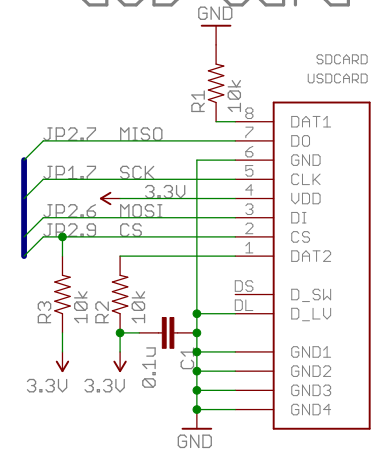 GND
SDCARD
USDCARD
R1
10k
8 DAT1
JP2.7 MISO 7 DO
6 GND
JP1.7 SCK 5 CLK
3.3V 4 VDD
JP2.6 MOSI 3 DI
JP2.9 CS 2 CS
1 DAT2
DS D_SW
DL D_LV
R3
10k
R2
10k
0.1u
C1
GND1
GND2
GND3
GND4
3.3V 3.3V
GND